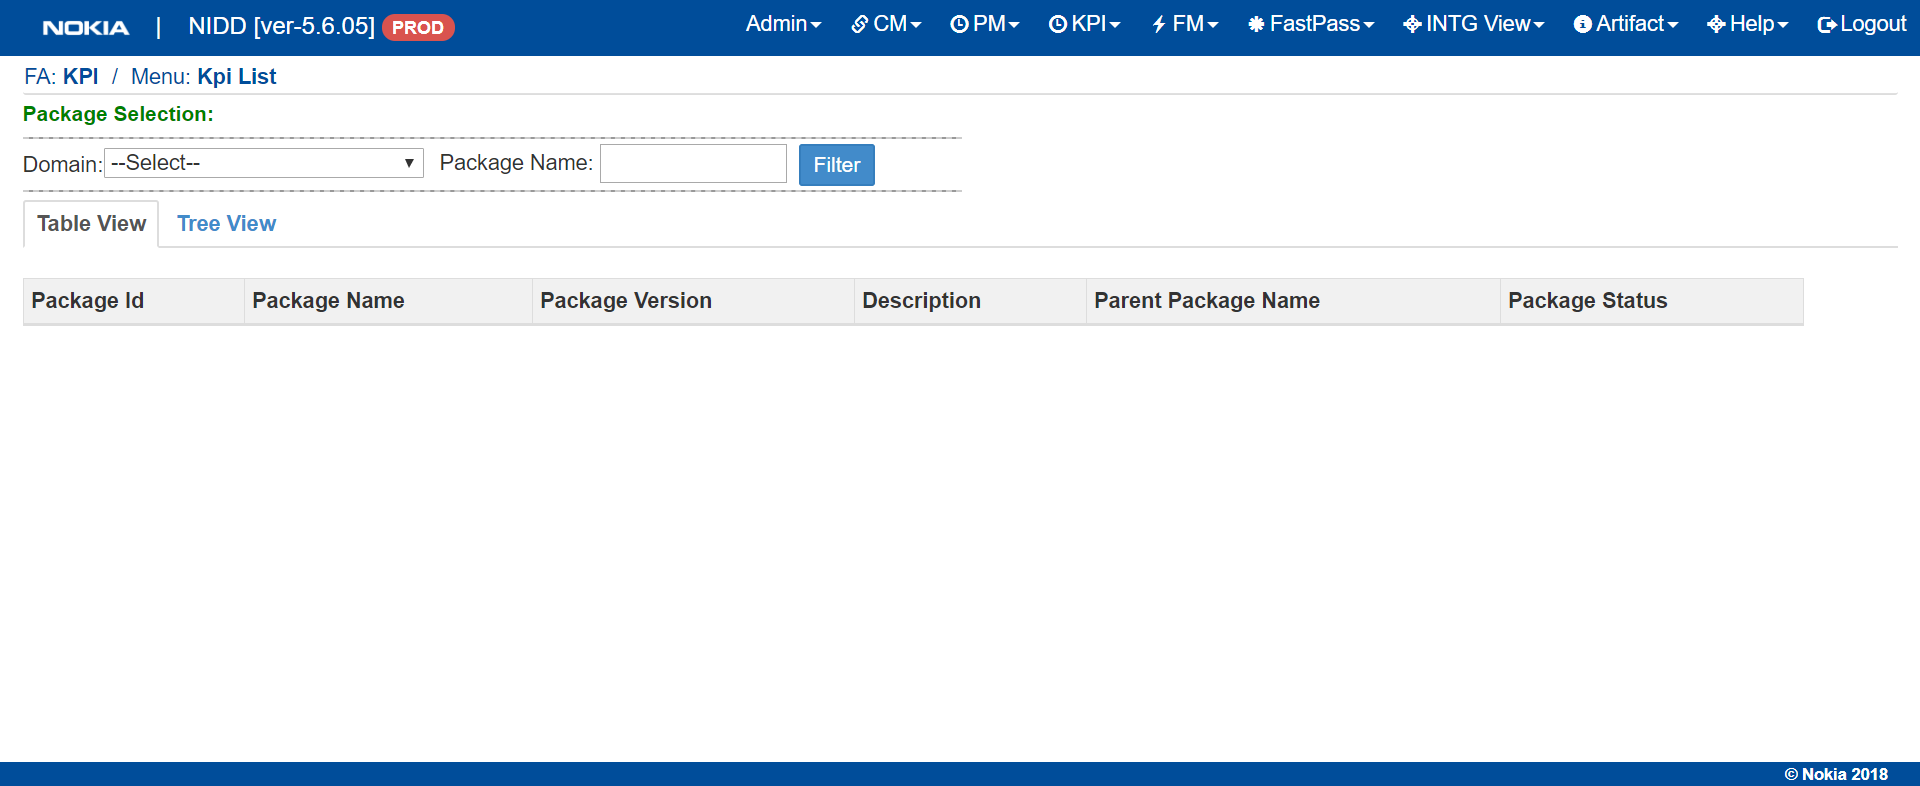 NOKIA | NIDD [ver-5.6.05] PROD Admin CM PM KPI FM FastPass INTG View Artifact Help Logout
FA: KPI / Menu: Kpi List
Package Selection:
Domain: --Select-- Package Name: Filter
Table View Tree View
Package Id Package Name Package Version Description Parent Package Name Package Status
© Nokia 2018